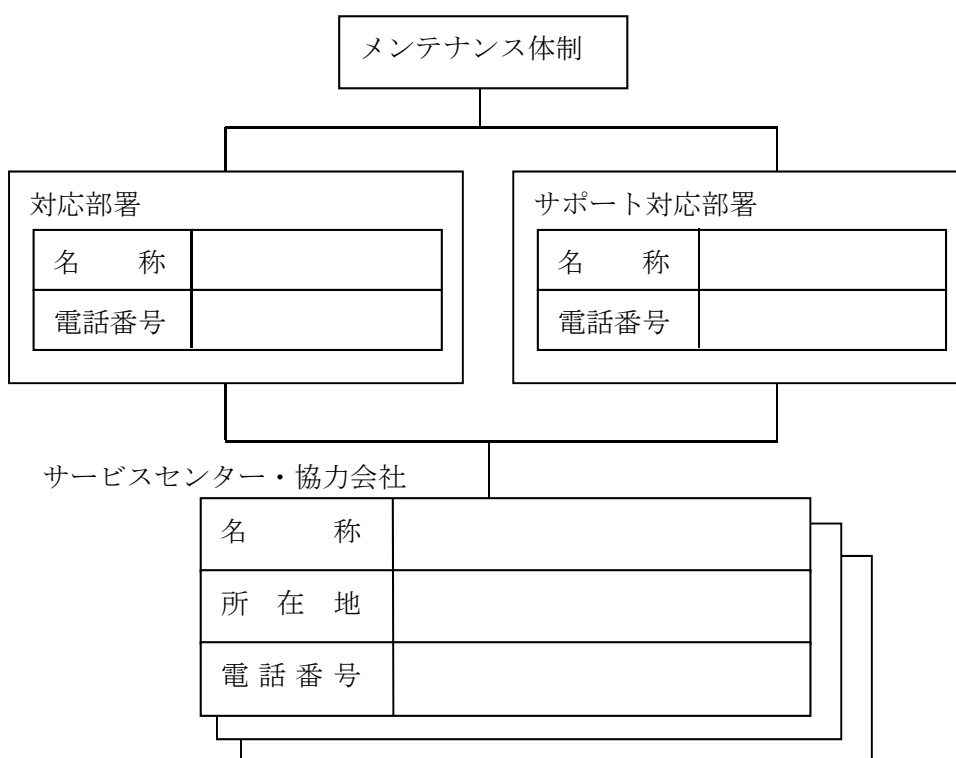 メンテナンス体制
対応部署
名　　称
電話番号
サポート対応部署
名　　称
電話番号
サービスセンター・協力会社
名　　　称
所　在　地
電 話 番 号